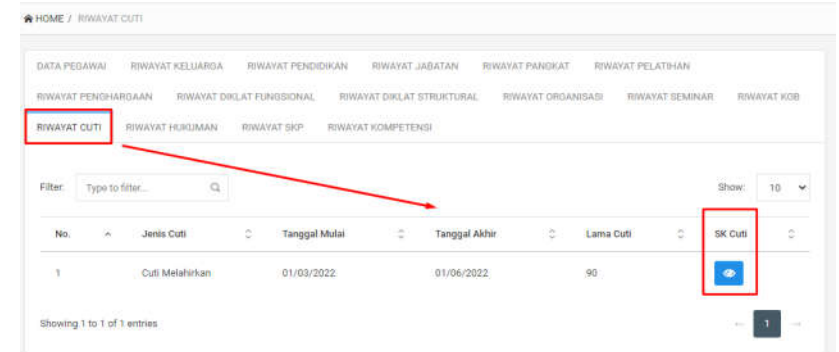 HOME / RIWAYAT CUTI
DATA PEGAWAI RIWAYAT KELUARGA RIWAYAT PENDIDIKAN RIWAYAT JABATAN RIWAYAT PANGKAT RIWAYAT PELATIHAN
RIWAYAT PENGHARGAAN RIWAYAT DIKLAT FUNGSIONAL RIWAYAT DIKLAT STRUKTURAL RIWAYAT ORGANISASI RIWAYAT SEMINAR RIWAYAT KGB
RIWAYAT CUTI RIWAYAT HUKUMAN RIWAYAT SKP RIWAYAT KOMPETENSI
Filter: Type to filter... Show: 10
No. Jenis Cuti Tanggal Mulai Tanggal Akhir Lama Cuti SK Cuti
1 Cuti Melahirkan 01/03/2022 01/06/2022 90
Showing 1 to 1 of 1 entries ← 1 →